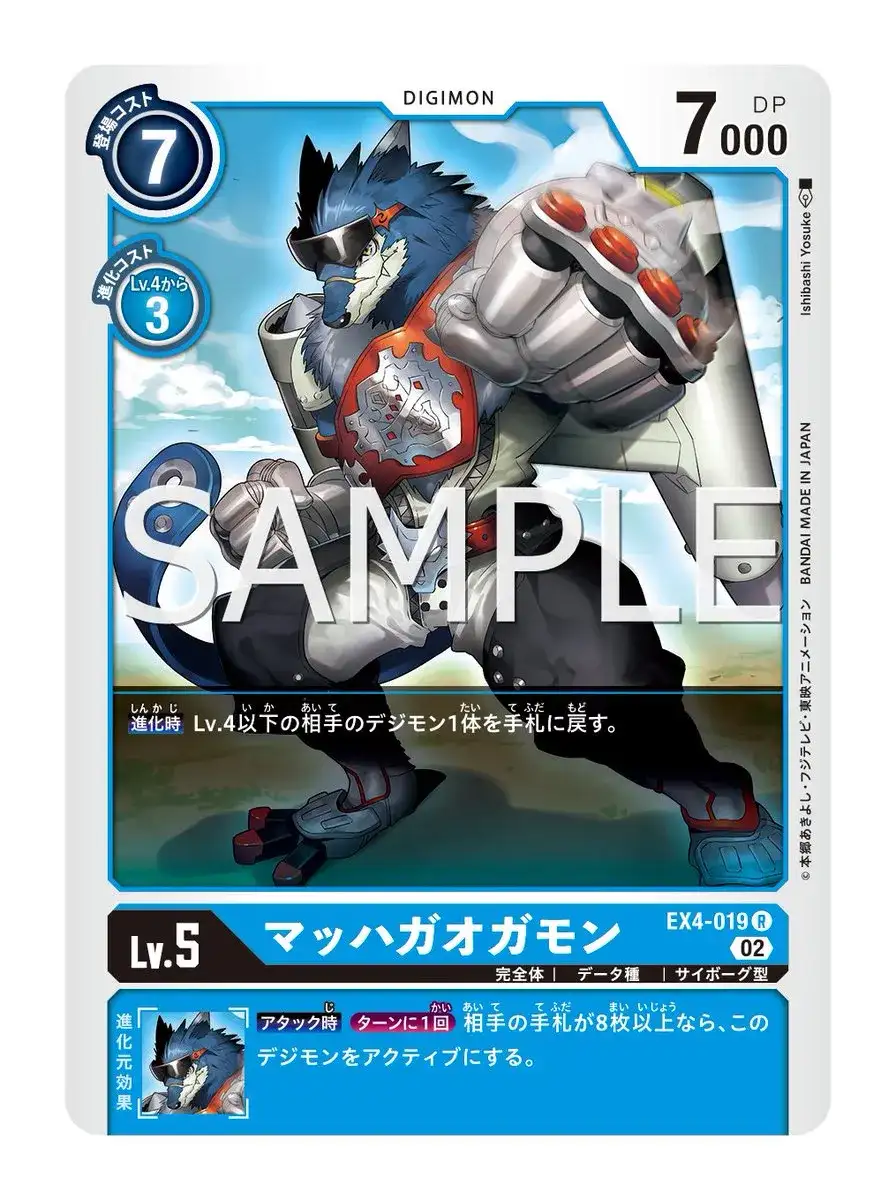 DIGIMON
登場コスト
7
7000
DP
進化コスト
Lv.4から
3
Ishibashi Yosuke
SAMPLE
進化時 Lv.4以下の相手のデジモン1体を手札に戻す。
©本郷あきよし・フジテレビ・東映アニメーション BANDAI MADE IN JAPAN
Lv.5
マッハガオガモン
EX4-019 R
02
完全体 | データ種 | サイボーグ型
進化元効果
アタック時 ターンに1回 相手の手札が8枚以上なら、この
デジモンをアクティブにする。